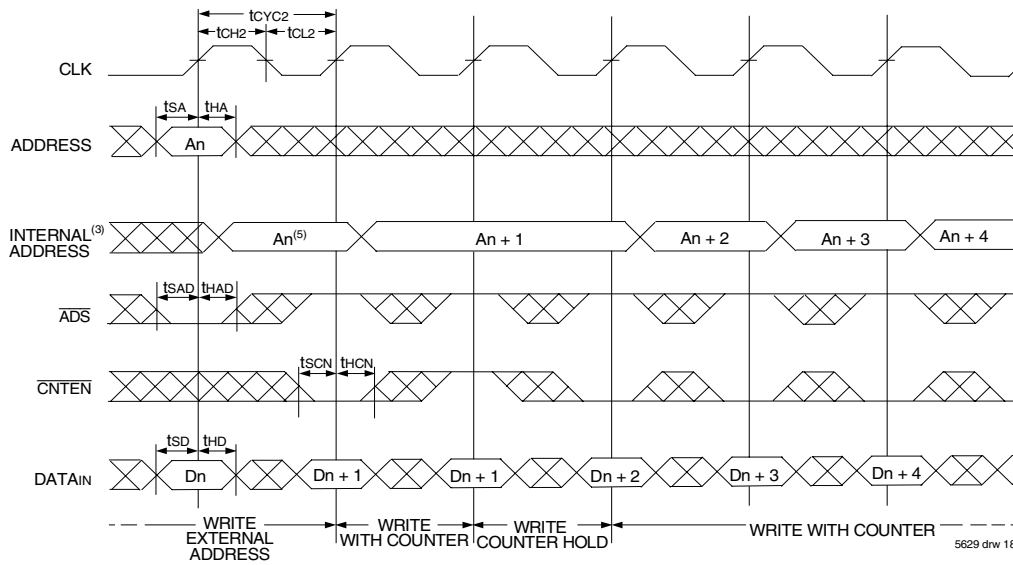 tCYC2
tCH2 tCL2
CLK
tSA tHA
ADDRESS An
INTERNAL(3)
ADDRESS An(5) An + 1 An + 2 An + 3 An + 4
tSAD tHAD
ADS
tSCN tHCN
CNTEN
tSD tHD
DATAIN Dn Dn + 1 Dn + 1 Dn + 2 Dn + 3 Dn + 4
WRITE
EXTERNAL
ADDRESS
WRITE
WITH COUNTER
WRITE
COUNTER HOLD
WRITE WITH COUNTER
5629 drw 18